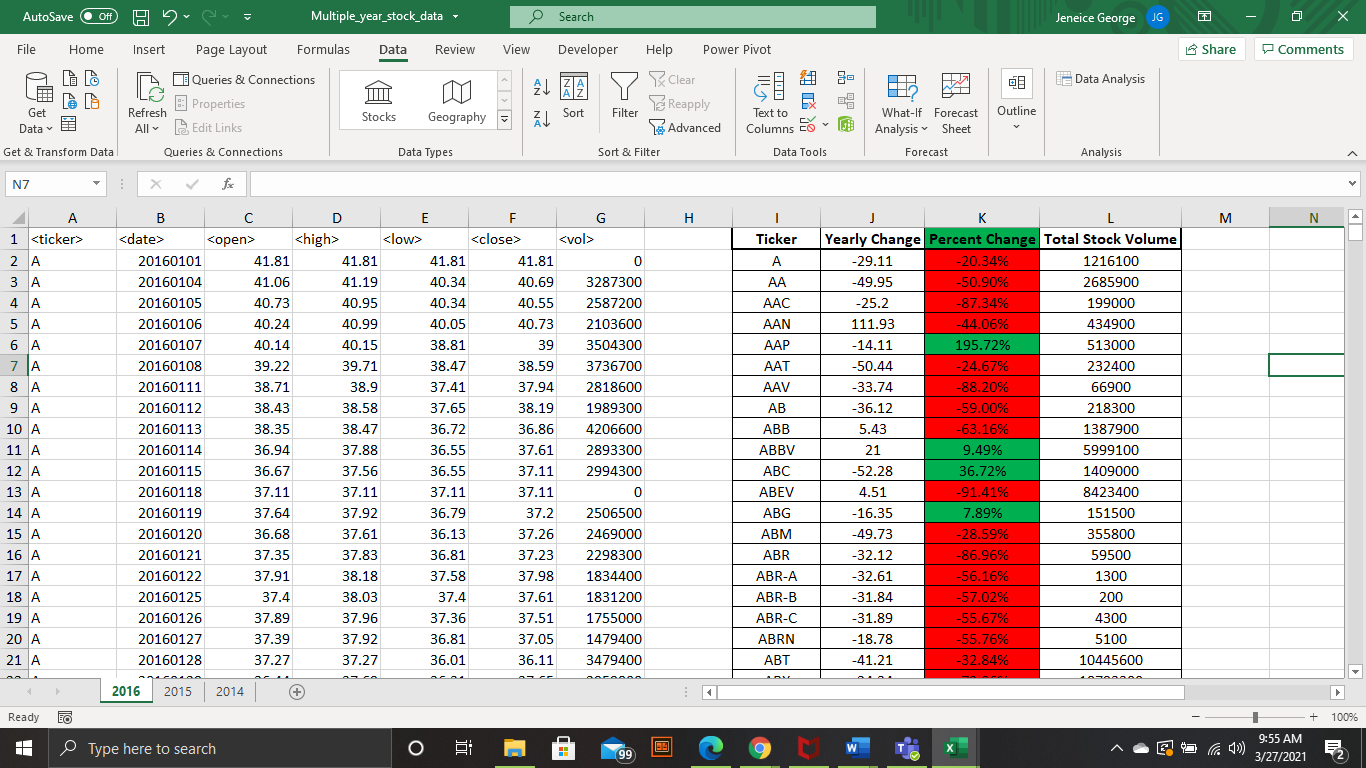 AutoSave Off Multiple_year_stock_data Search Jeneice George JG
File Home Insert Page Layout Formulas Data Review View Developer Help Power Pivot Share Comments
Get Data Refresh All Queries & Connections Properties Edit Links Stocks Geography Sort Filter Clear Reapply Advanced Text to Columns What-If Analysis Forecast Sheet Outline Data Analysis
Get & Transform Data Queries & Connections Data Types Sort & Filter Data Tools Forecast Analysis
N7 fx
A B C D E F G H I J K L M N
1 <ticker> <date> <open> <high> <low> <close> <vol> Ticker Yearly Change Percent Change Total Stock Volume
2 A 20160101 41.81 41.81 41.81 41.81 0 A -29.11 -20.34% 1216100
3 A 20160104 41.06 41.19 40.34 40.69 3287300 AA -49.95 -50.90% 2685900
4 A 20160105 40.73 40.95 40.34 40.55 2587200 AAC -25.2 -87.34% 199000
5 A 20160106 40.24 40.99 40.05 40.73 2103600 AAN 111.93 -44.06% 434900
6 A 20160107 40.14 40.15 38.81 39 3504300 AAP -14.11 195.72% 513000
7 A 20160108 39.22 39.71 38.47 38.59 3736700 AAT -50.44 -24.67% 232400
8 A 20160111 38.71 38.9 37.41 37.94 2818600 AAV -33.74 -88.20% 66900
9 A 20160112 38.43 38.58 37.65 38.19 1989300 AB -36.12 -59.00% 218300
10 A 20160113 38.35 38.47 36.72 36.86 4206600 ABB 5.43 -63.16% 1387900
11 A 20160114 36.94 37.88 36.55 37.61 2893300 ABBV 21 9.49% 5999100
12 A 20160115 36.67 37.56 36.55 37.11 2994300 ABC -52.28 36.72% 1409000
13 A 20160118 37.11 37.11 37.11 37.11 0 ABEV 4.51 -91.41% 8423400
14 A 20160119 37.64 37.92 36.79 37.2 2506500 ABG -16.35 7.89% 151500
15 A 20160120 36.68 37.61 36.13 37.26 2469000 ABM -49.73 -28.59% 355800
16 A 20160121 37.35 37.83 36.81 37.23 2298300 ABR -32.12 -86.96% 59500
17 A 20160122 37.91 38.18 37.58 37.98 1834400 ABR-A -32.61 -56.16% 1300
18 A 20160125 37.4 38.03 37.4 37.61 1831200 ABR-B -31.84 -57.02% 200
19 A 20160126 37.89 37.96 37.36 37.51 1755000 ABR-C -31.89 -55.67% 4300
20 A 20160127 37.39 37.92 36.81 37.05 1479400 ABRN -18.78 -55.76% 5100
21 A 20160128 37.27 37.27 36.01 36.11 3479400 ABT -41.21 -32.84% 10445600
2016 2015 2014
Ready 100%
Type here to search 99 9:55 AM
3/27/2021 2